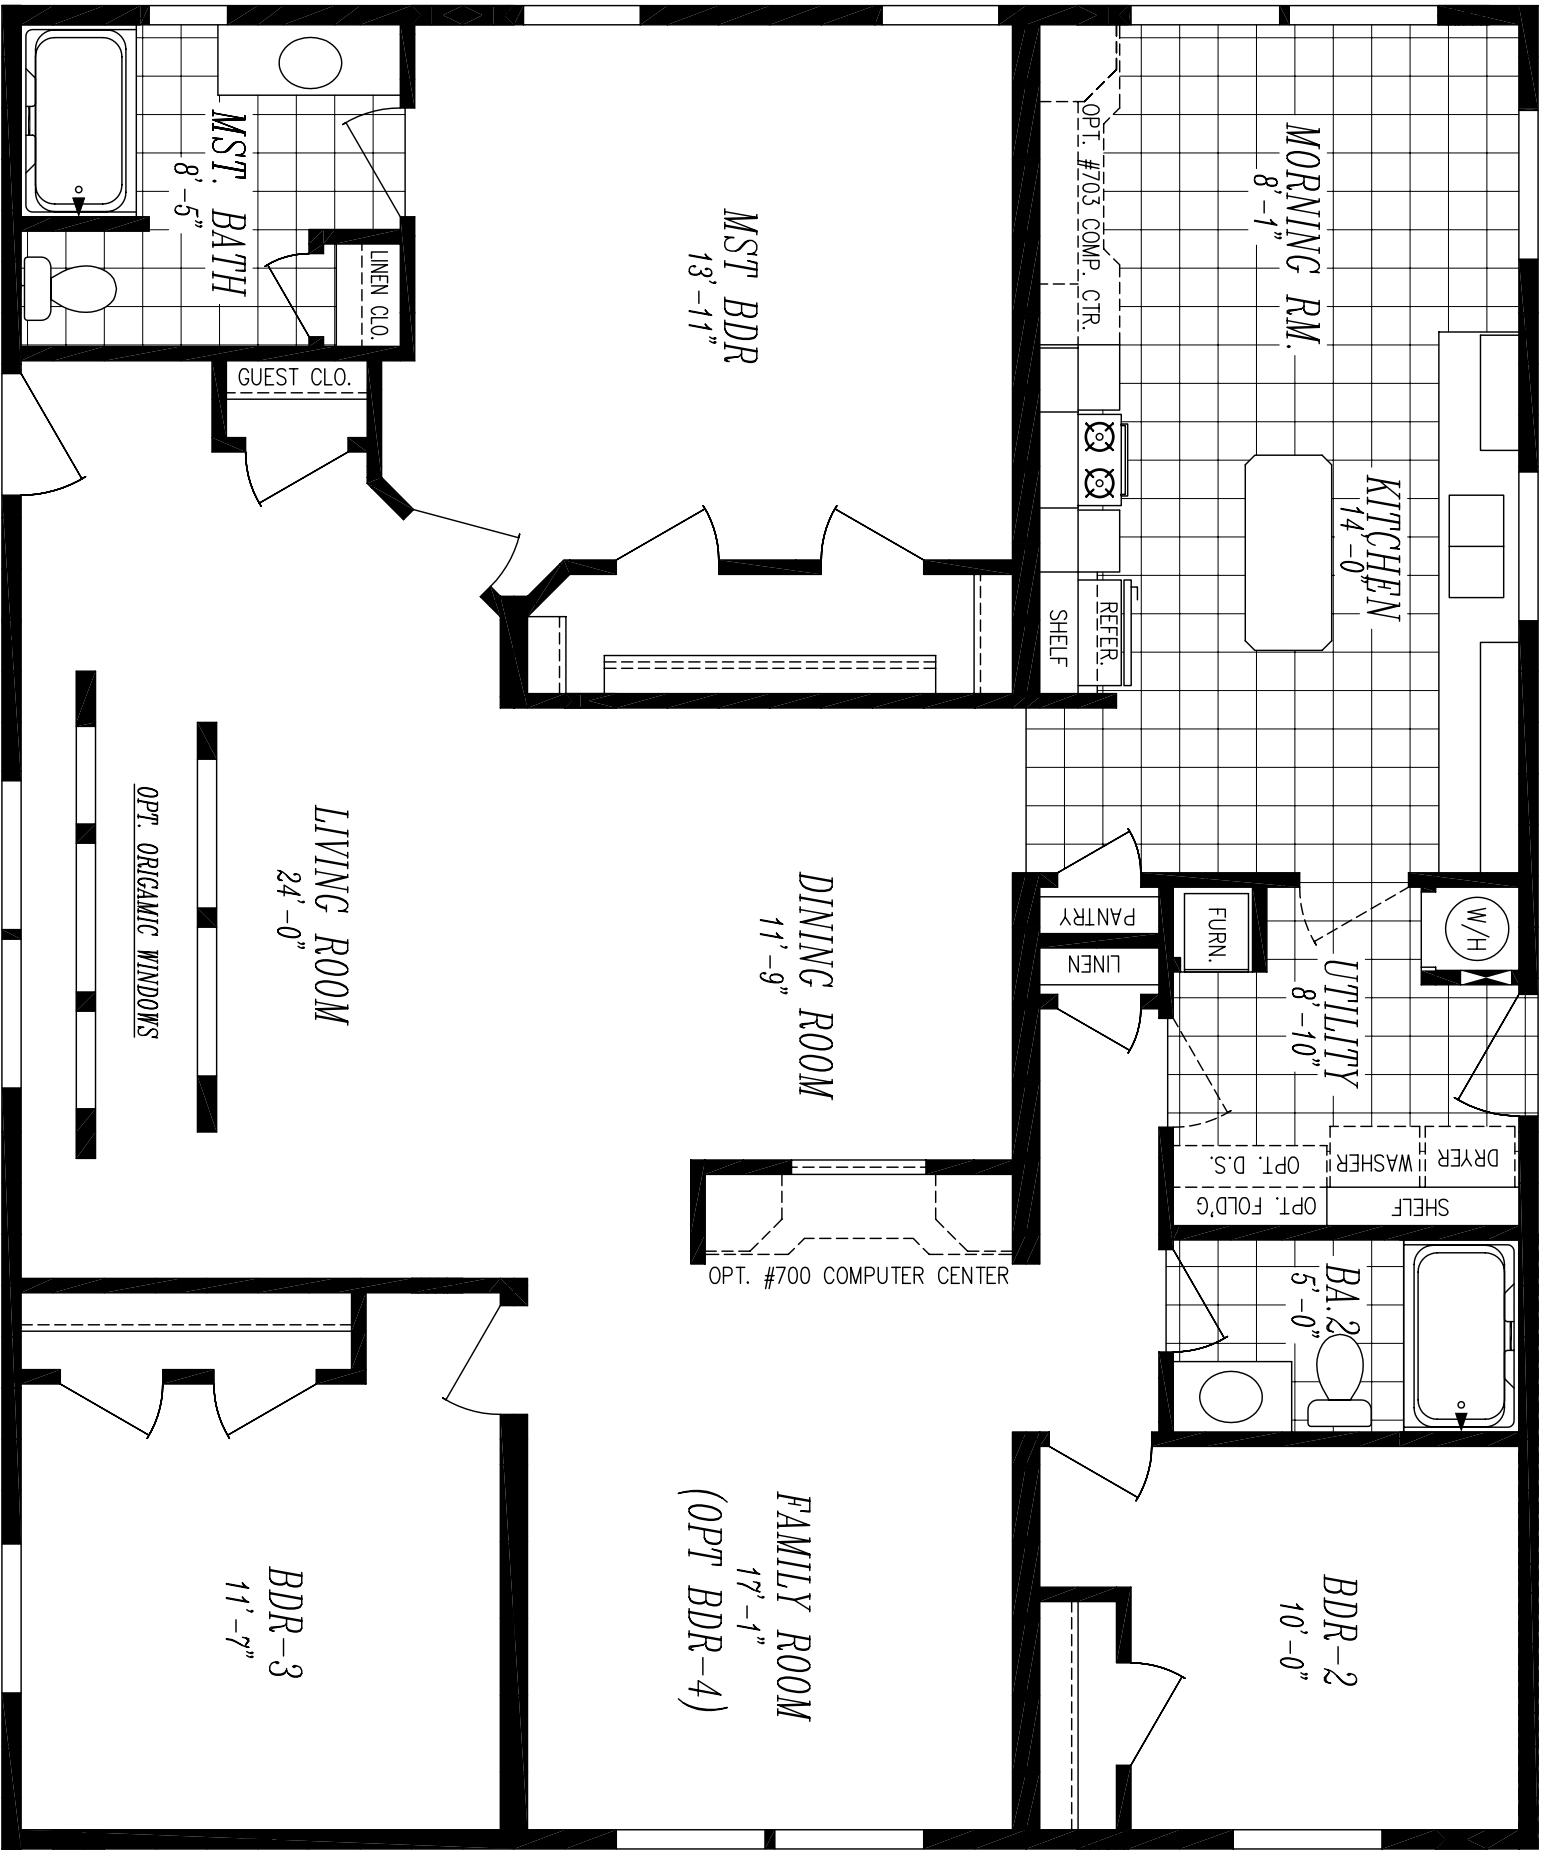 MST. BATH
8'-5"
LINEN CLO.
GUEST CLO.
MST BDR
13'-11"
OPT. #703 COMP. CTR.
MORNING RM.
8'-1"
KITCHEN
14'-0"
REFER.
SHELF
LIVING ROOM
24'-0"
OPT. ORIGAMIC WINDOWS
DINING ROOM
11'-9"
PANTRY
LINEN
FURN.
W/H
UTILITY
8'-10"
DRYER
WASHER
OPT. D.S.
SHELF
OPT. FOLD'G
OPT. #700 COMPUTER CENTER
BA.2
5'-0"
BDR-3
11'-7"
FAMILY ROOM
17'-1"
(OPT BDR-4)
BDR-2
10'-0"